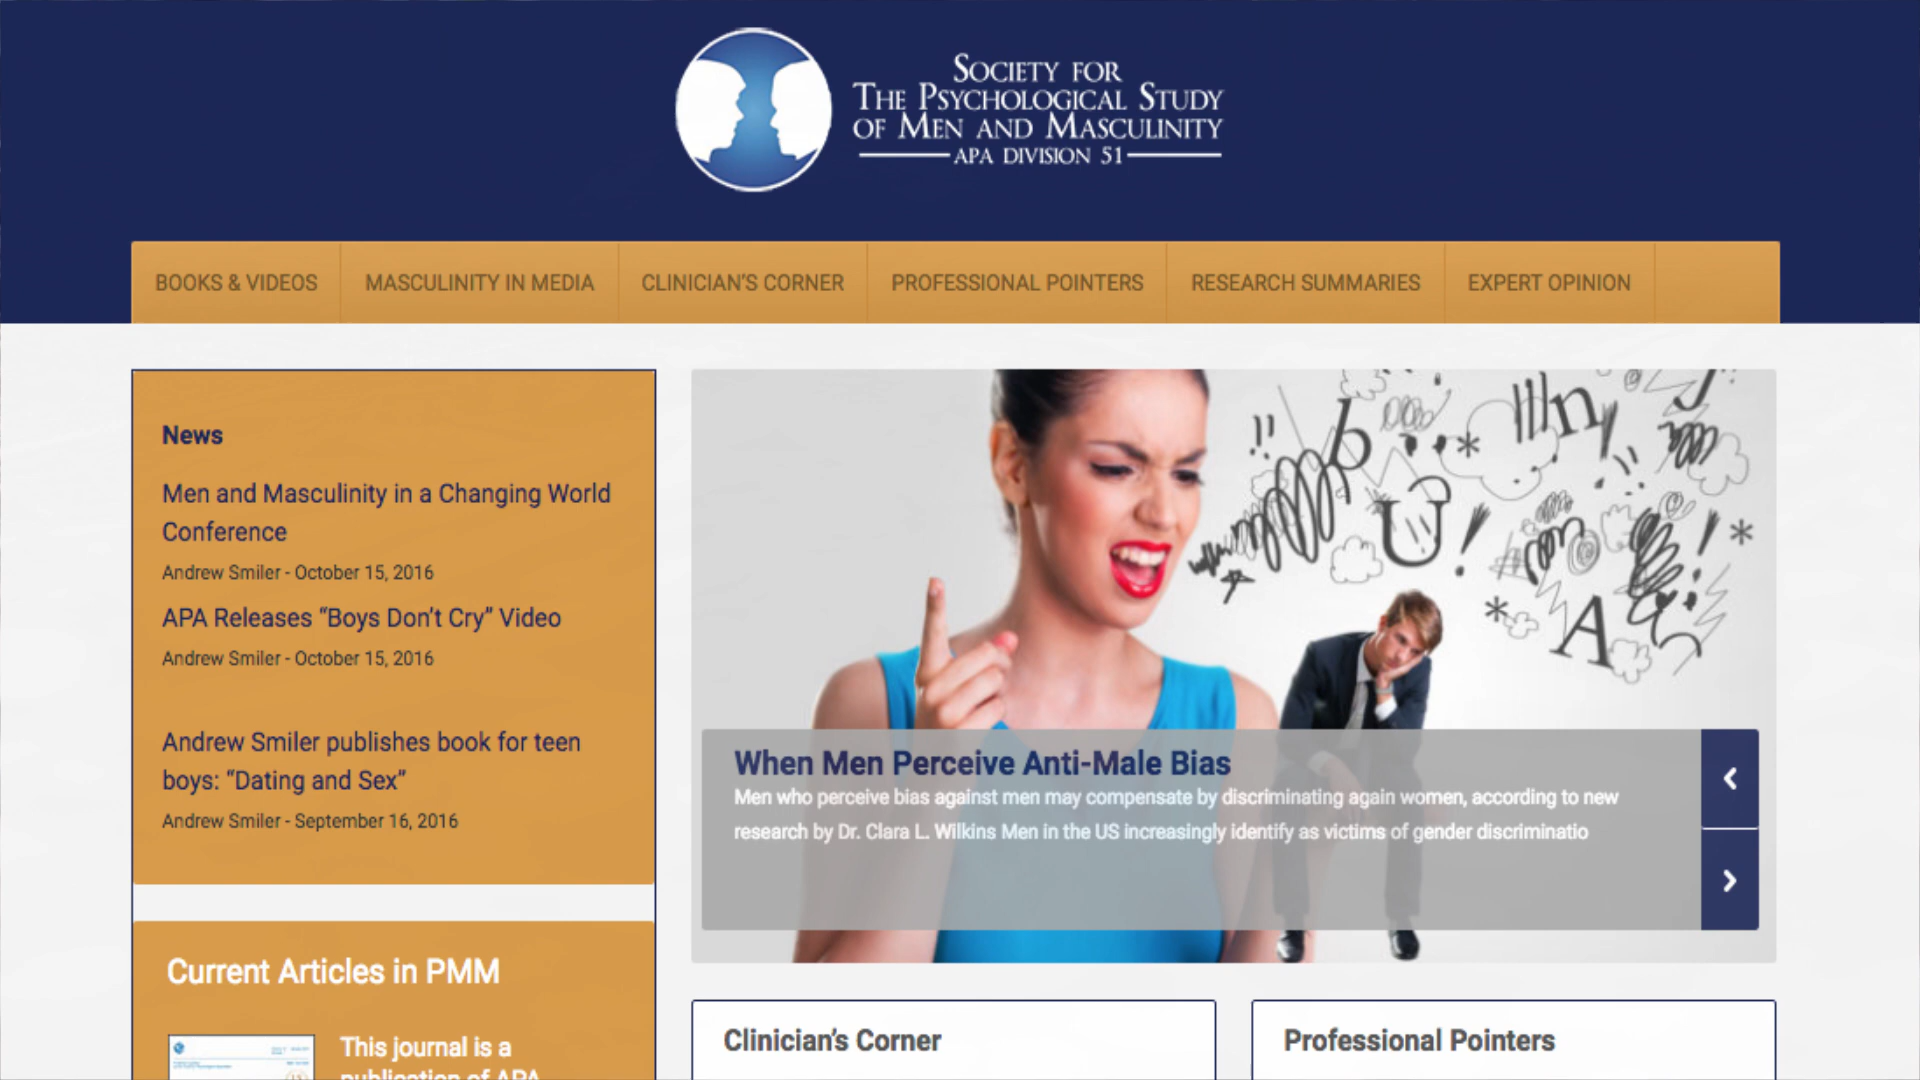 SOCIETY FOR
THE PSYCHOLOGICAL STUDY
OF MEN AND MASCULINITY
APA DIVISION 51
BOOKS & VIDEOS
MASCULINITY IN MEDIA
CLINICIAN'S CORNER
PROFESSIONAL POINTERS
RESEARCH SUMMARIES
EXPERT OPINION
News
Men and Masculinity in a Changing World
Conference
Andrew Smiler - October 15, 2016
APA Releases “Boys Don’t Cry” Video
Andrew Smiler - October 15, 2016
Andrew Smiler publishes book for teen
boys: “Dating and Sex”
Andrew Smiler - September 16, 2016
Current Articles in PMM
This journal is a
publication of APA
!! b * n U ! * * A !
When Men Perceive Anti-Male Bias
Men who perceive bias against men may compensate by discriminating again women, according to new
research by Dr. Clara L. Wilkins Men in the US increasingly identify as victims of gender discriminatio
Clinician's Corner
Professional Pointers